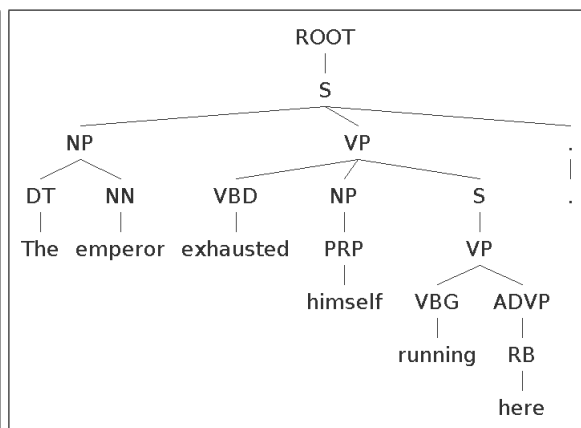 ROOT
S
NP VP .
DT NN VBD NP S .
The emperor exhausted PRP VP
himself VBG ADVP
running RB
here